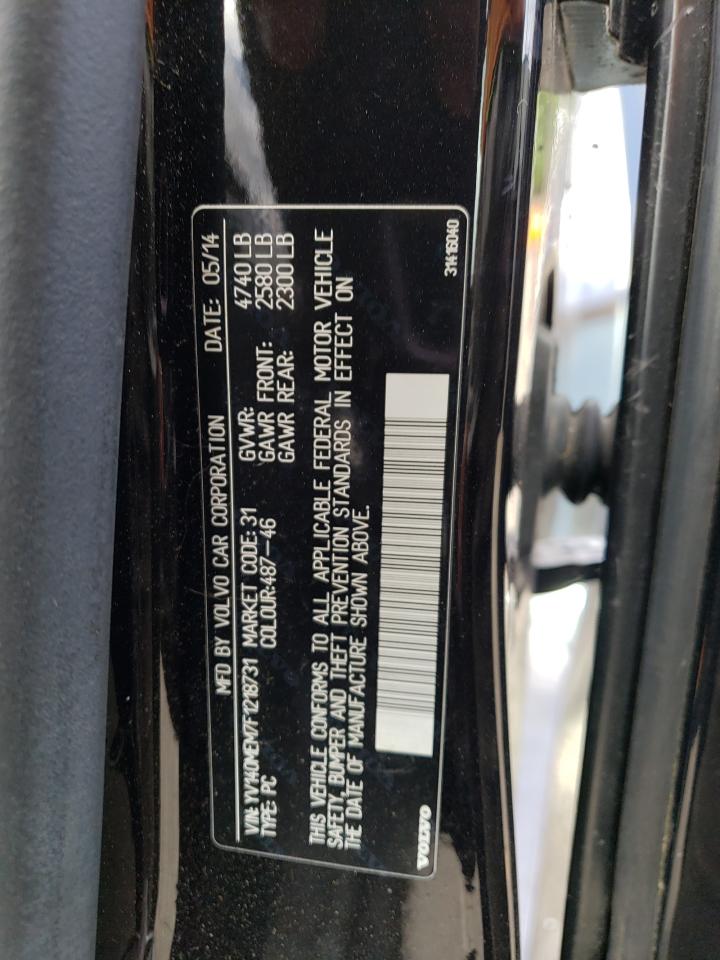 MFD BY VOLVO CAR CORPORATION DATE: 05/14
VIN: YV140MEM7F1218731 MARKET CODE: 31 GVWR: 4740 LB
TYPE: PC COLOUR:487-46 GAWR FRONT: 2580 LB
GAWR REAR: 2300 LB
THIS VEHICLE CONFORMS TO ALL APPLICABLE FEDERAL MOTOR VEHICLE
SAFETY, BUMPER AND THEFT PREVENTION STANDARDS IN EFFECT ON
THE DATE OF MANUFACTURE SHOWN ABOVE.
VOLVO
31416040